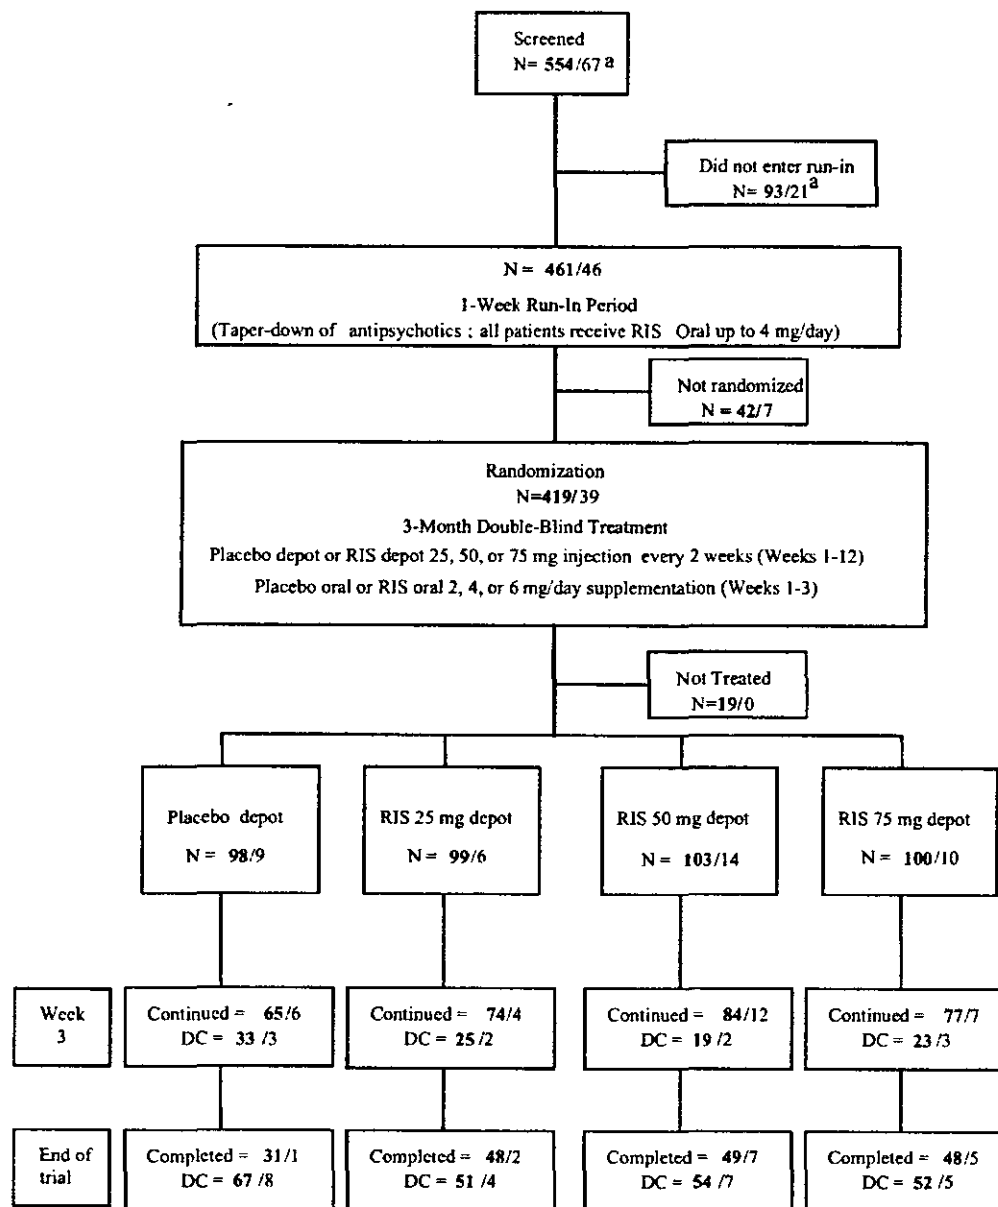 Screened
N= 554/67 a
Did not enter run-in
N= 93/21 a
N = 461/46
1-Week Run-In Period
(Taper-down of antipsychotics ; all patients receive RIS Oral up to 4 mg/day)
Not randomized
N = 42/7
Randomization
N=419/39
3-Month Double-Blind Treatment
Placebo depot or RIS depot 25, 50, or 75 mg injection every 2 weeks (Weeks 1-12)
Placebo oral or RIS oral 2, 4, or 6 mg/day supplementation (Weeks 1-3)
Not Treated
N=19/0
Placebo depot
N = 98/9
RIS 25 mg depot
N = 99/6
RIS 50 mg depot
N = 103/14
RIS 75 mg depot
N = 100/10
Week
3
Continued = 65/6
DC = 33 /3
Continued = 74/4
DC = 25/2
Continued = 84/12
DC = 19 /2
Continued = 77/7
DC = 23/3
End of
trial
Completed = 31/1
DC = 67/8
Completed = 48/2
DC = 51 /4
Completed = 49/7
DC = 54 /7
Completed = 48/5
DC = 52 /5